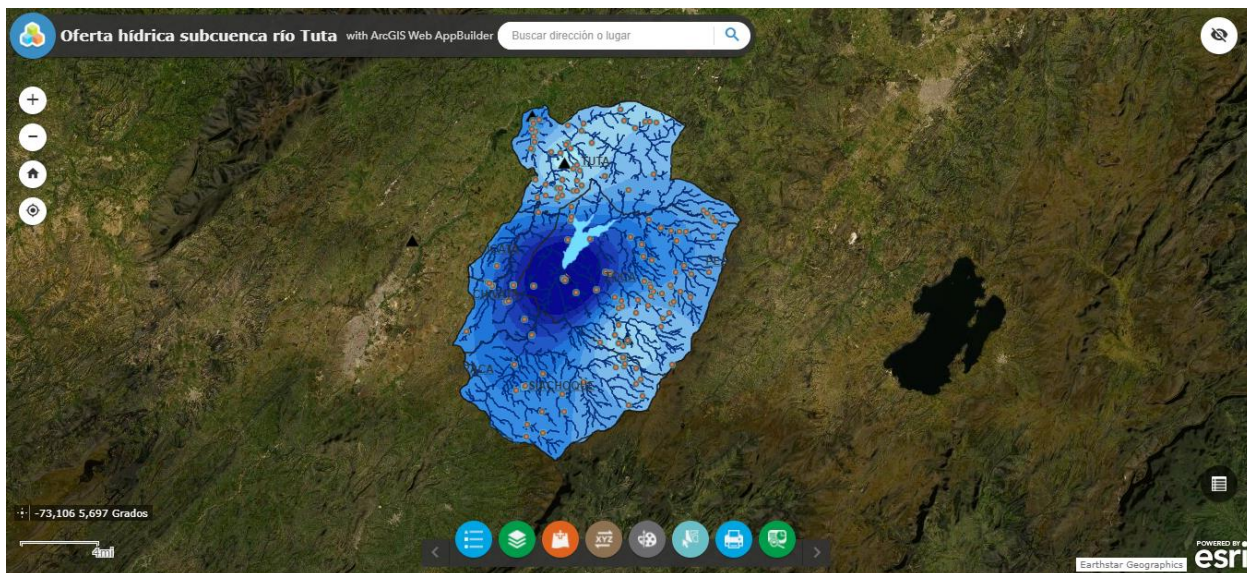 Oferta hídrica subcuenca río Tuta with ArcGIS Web AppBuilder
Buscar dirección o lugar
TUTA
SIACHOQUE
-73,106 5,697 Grados
4mi
XYZ
Earthstar Geographics
POWERED BY
esri